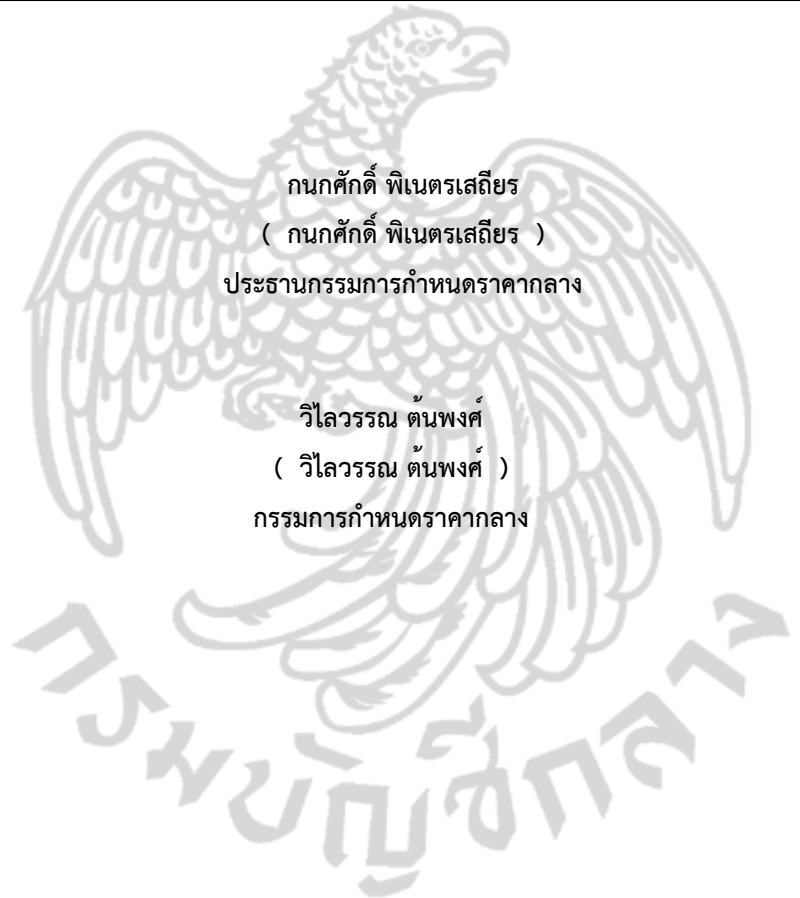 กนกศักดิ์ พิเนตรเสถียร
( กนกศักดิ์ พิเนตรเสถียร )
ประธานกรรมการกำหนดราคากลาง
วิไลวรรณ ต้นพงศ์
( วิไลวรรณ ต้นพงศ์ )
กรรมการกำหนดราคากลาง
กรมบัญชีกลาง